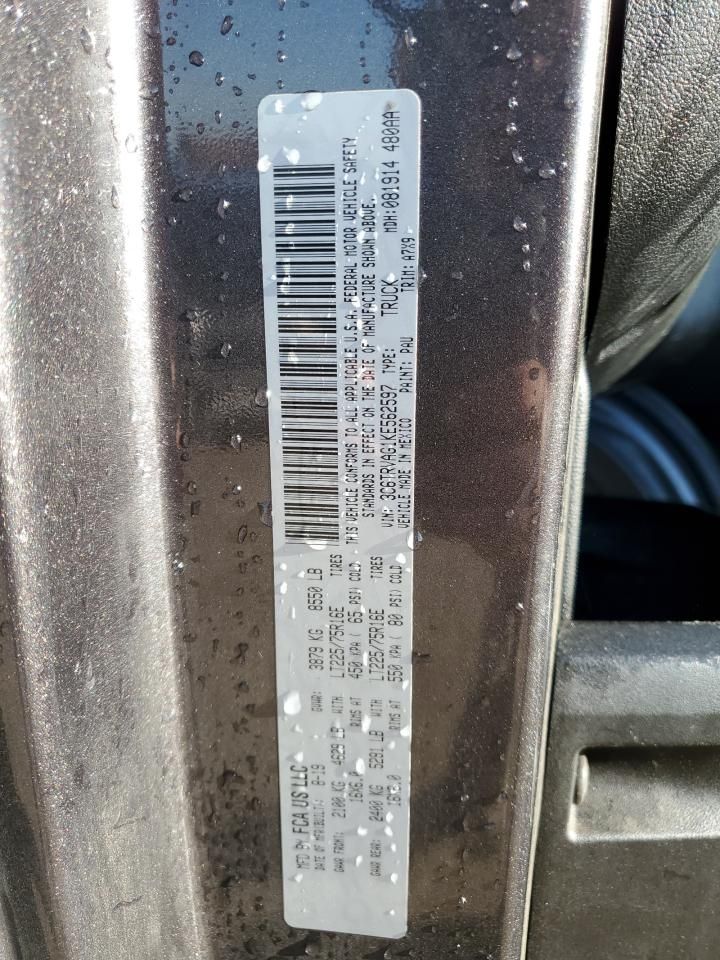 MFD BY FCA US LLC
DATE OF MFR(BUILT): 8-19 GVWR: 3879 KG 8550 LB
GAWR FRONT: 2100 KG 4629 LB WITH LT225/75R16E TIRES
16X6.0 RIMS AT 450 KPA ( 65 PSI) COLD
GAWR REAR: 2400 KG 5291 LB WITH LT225/75R16E TIRES
16X6.0 RIMS AT 550 KPA ( 80 PSI) COLD
THIS VEHICLE CONFORMS TO ALL APPLICABLE U.S.A. FEDERAL MOTOR VEHICLE SAFETY
STANDARDS IN EFFECT ON THE DATE OF MANUFACTURE SHOWN ABOVE.
VIN: 3C6TRVAG1KE562597 TYPE: TRUCK MDH:081914 480AA
VEHICLE MADE IN MEXICO PAINT: PAU TRIM: A7X9